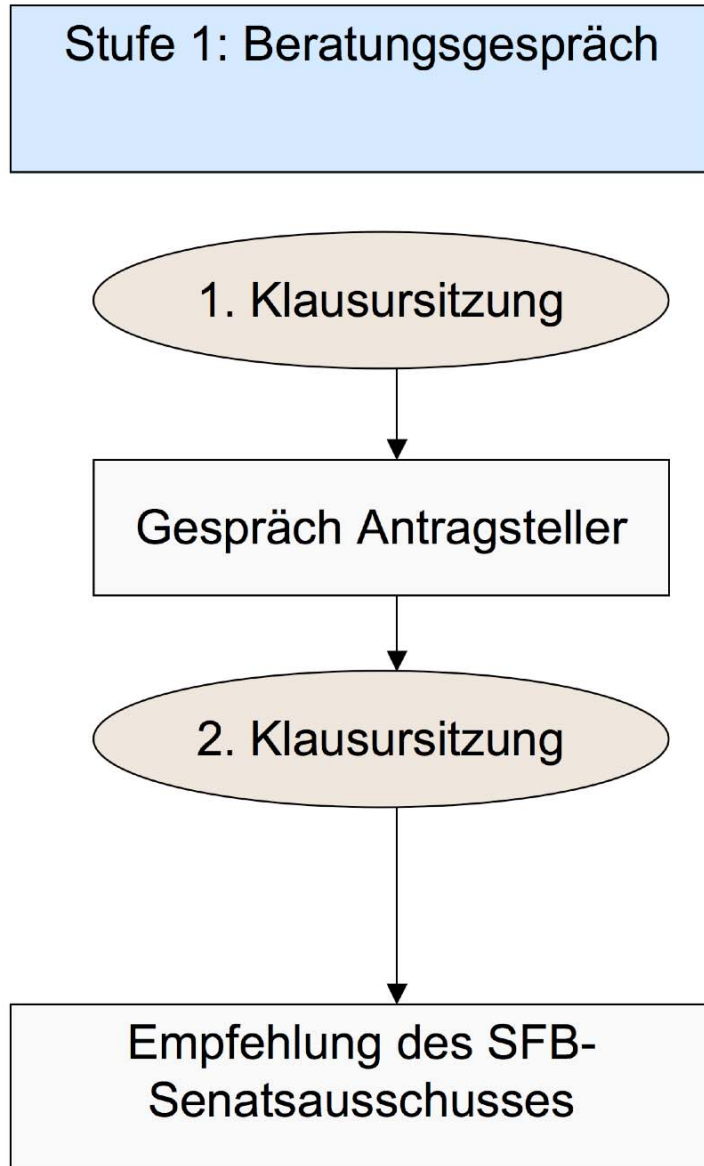 Stufe 1: Beratungsgespräch
1. Klausursitzung
Gespräch Antragsteller
2. Klausursitzung
Empfehlung des SFB-
Senatsausschusses